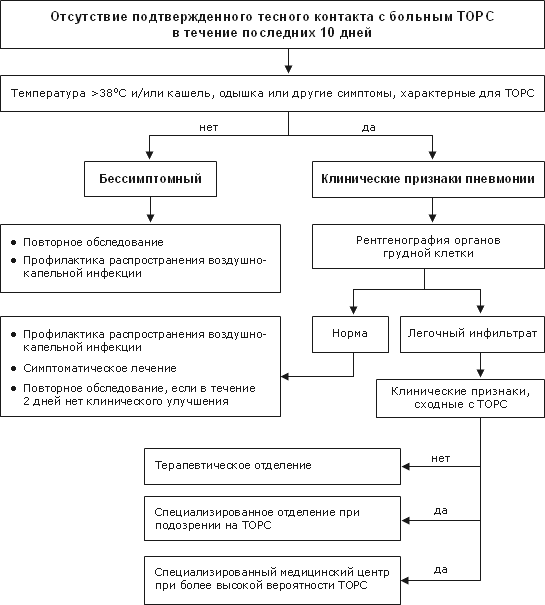 Отсутствие подтвержденного тесного контакта с больным ТОРС
в течение последних 10 дней
Температура >38°С и/или кашель, одышка или другие симптомы, характерные для ТОРС
нет
да
Бессимптомный
Клинические признаки пневмонии
• Повторное обследование
• Профилактика распространения воздушно-
капельной инфекции
Рентгенография органов
грудной клетки
Норма
Легочный инфильтрат
• Профилактика распространения воздушно-
капельной инфекции
• Симптоматическое лечение
• Повторное обследование, если в течение
2 дней нет клинического улучшения
Клинические признаки,
сходные с ТОРС
нет
Терапевтическое отделение
да
Специализированное отделение при
подозрении на ТОРС
да
Специализированный медицинский центр
при более высокой вероятности ТОРС